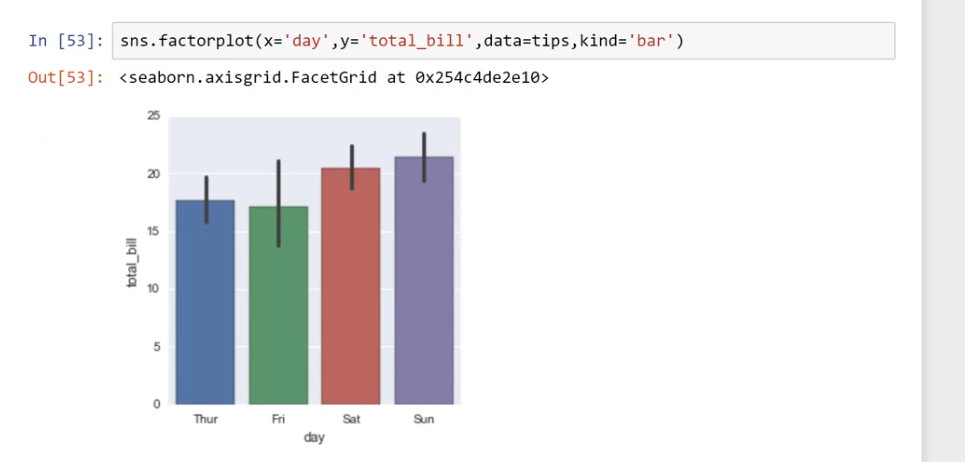 In [53]: sns.factorplot(x='day',y='total_bill',data=tips,kind='bar')
Out[53]: <seaborn.axisgrid.FacetGrid at 0x254c4de2e10>
25
20
15
10
5
0
total_bill
Thur Fri Sat Sun
day